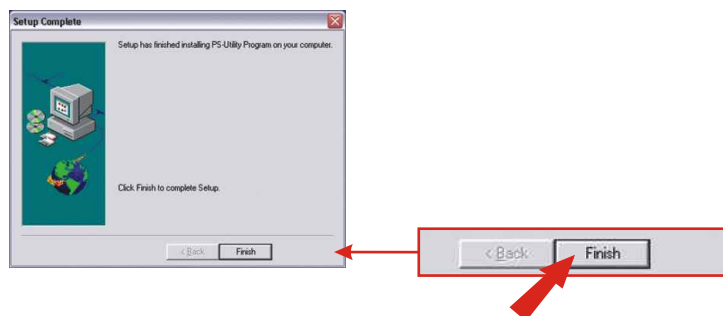 Setup Complete
Setup has finished installing PS-Utility Program on your computer.
Click Finish to complete Setup.
< Back Finish
< Back Finish